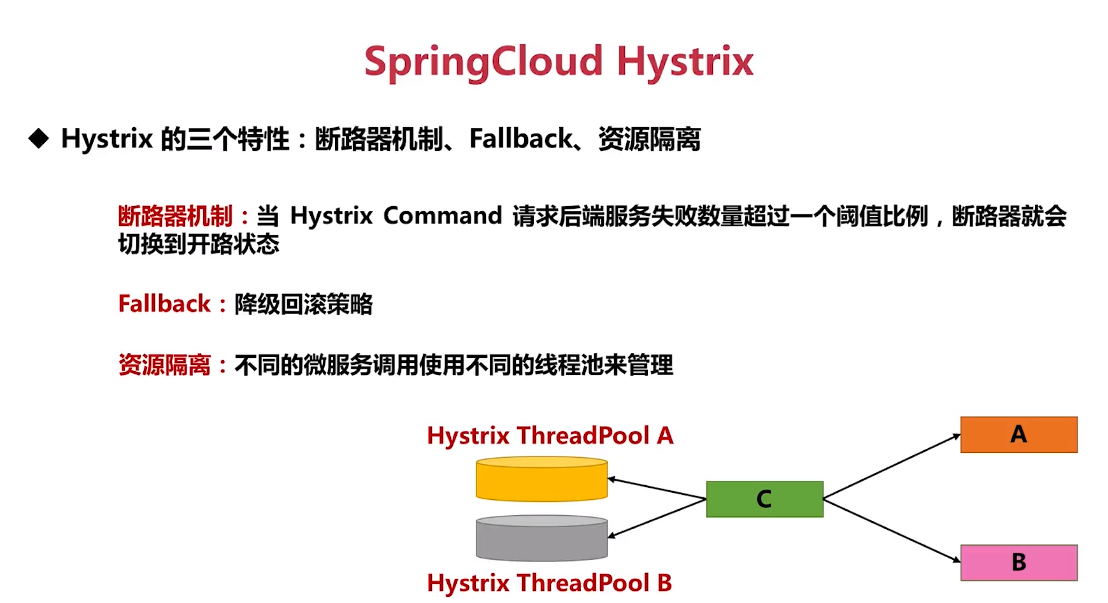 SpringCloud Hystrix
◆ Hystrix 的三个特性：断路器机制、Fallback、资源隔离
断路器机制：当 Hystrix Command 请求后端服务失败数量超过一个阈值比例，断路器就会
切换到开路状态
Fallback：降级回滚策略
资源隔离：不同的微服务调用使用不同的线程池来管理
Hystrix ThreadPool A
A
C
B
Hystrix ThreadPool B